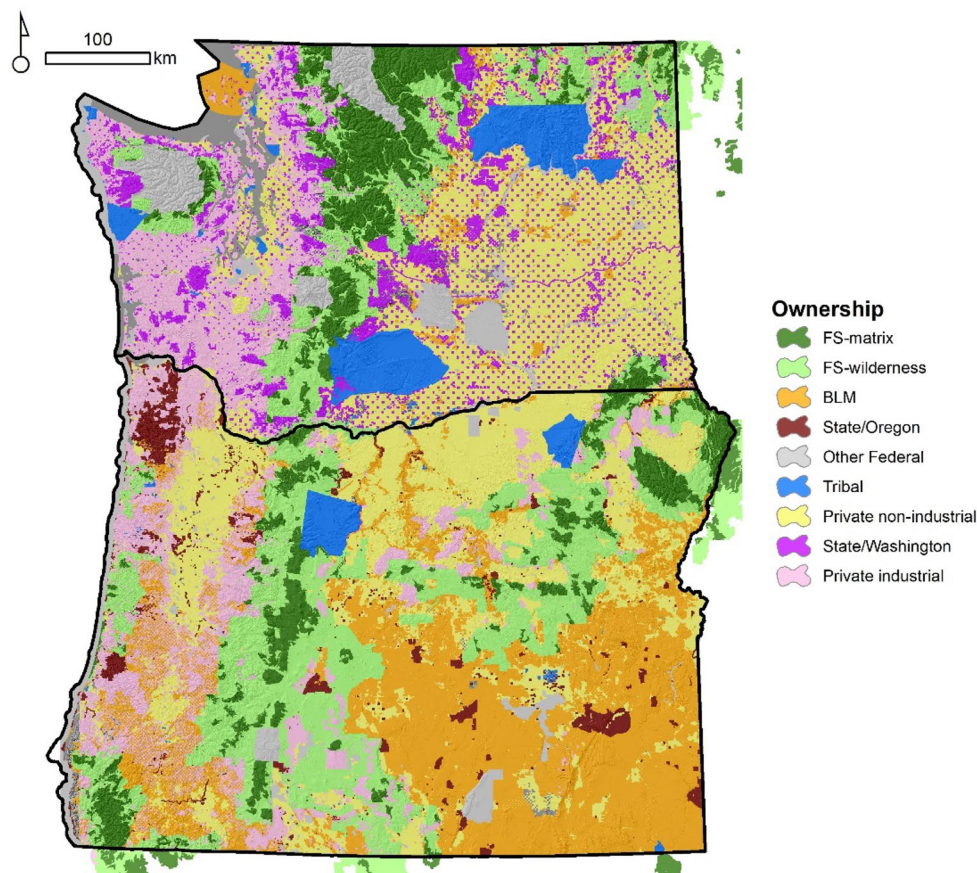 100
km
Ownership
FS-matrix
FS-wilderness
BLM
State/Oregon
Other Federal
Tribal
Private non-industrial
State/Washington
Private industrial